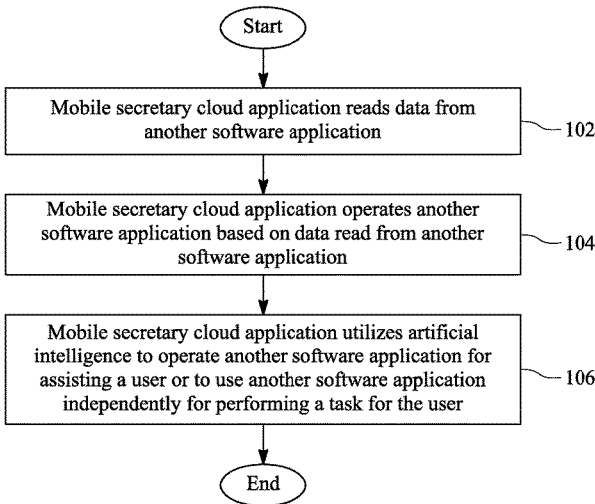 Start
Mobile secretary cloud application reads data from
another software application
102
Mobile secretary cloud application operates another
software application based on data read from another
software application
104
Mobile secretary cloud application utilizes artificial
intelligence to operate another software application for
assisting a user or to use another software application
independently for performing a task for the user
106
End